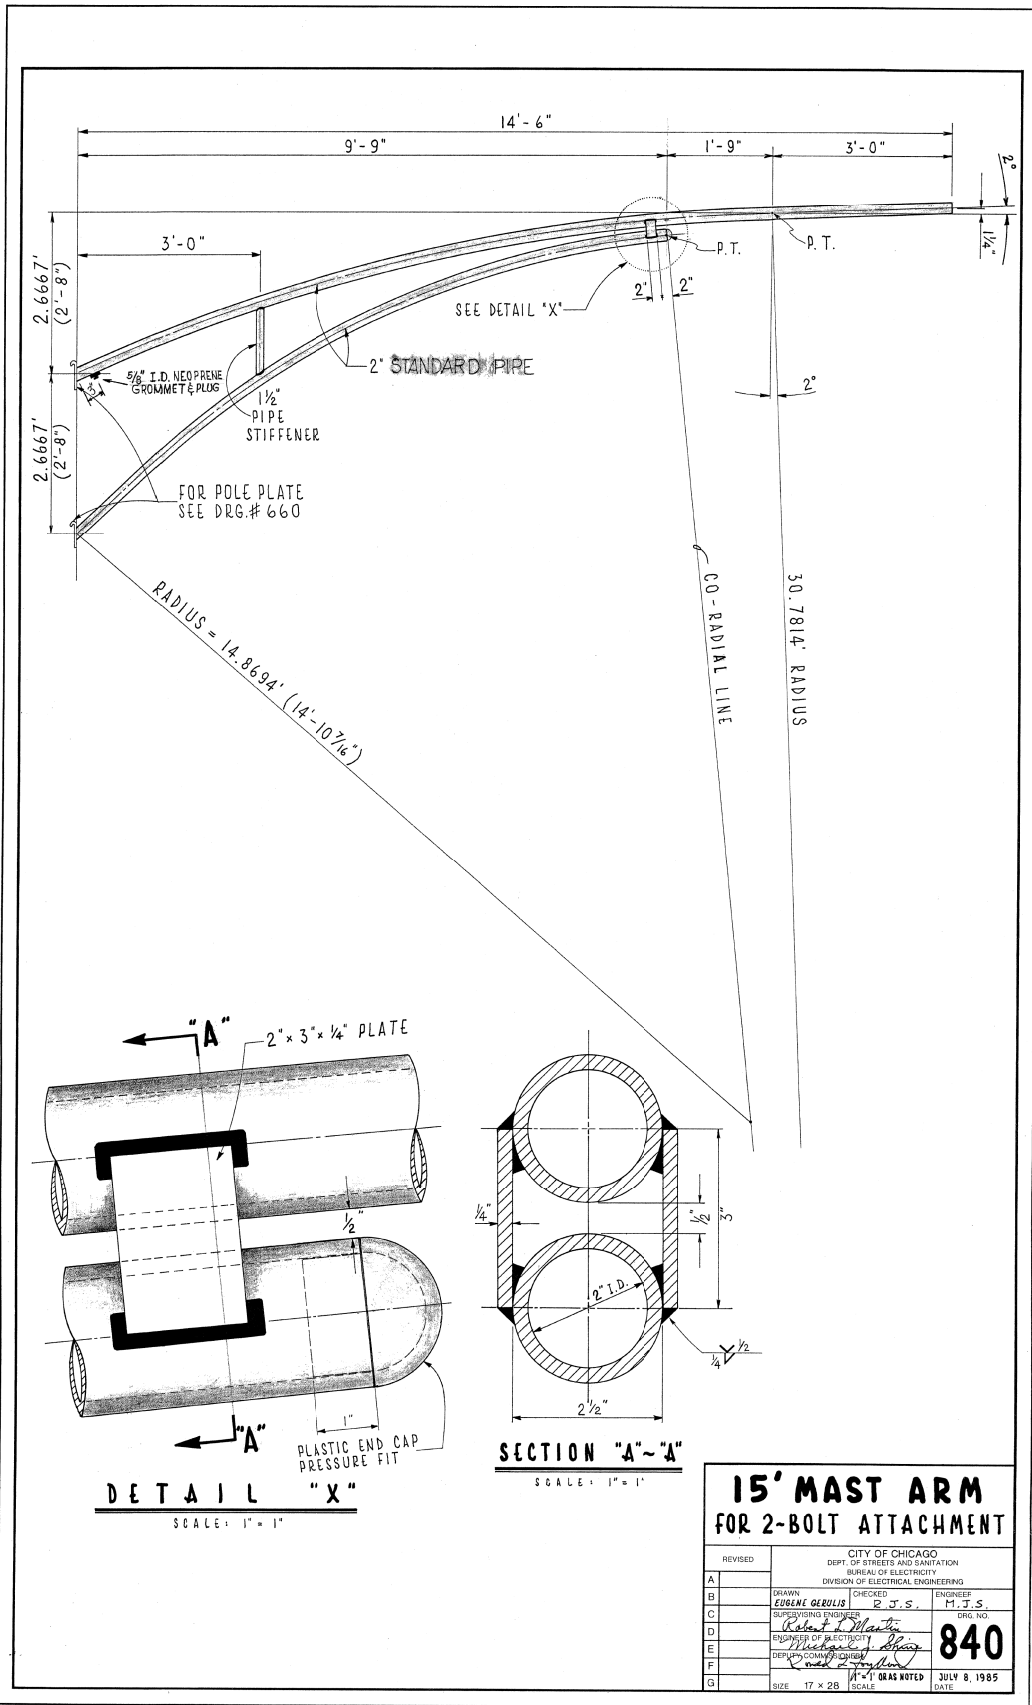 14'-6"
9'-9"
1'-9"
3'-0"
2°
3'-0"
2.6667'
(2'-8")
1¼"
P.T.
P.T.
2"
2"
SEE DETAIL "X"
2" STANDARD PIPE
5/8" I.D. NEOPRENE
GROMMET & PLUG
3"
1½"
PIPE
STIFFENER
2°
2.6667'
(2'-8")
FOR POLE PLATE
SEE DRG.# 660
RADIUS = 14.8694' (14'-10 7/16")
CO-RADIAL LINE
30.7814' RADIUS
"A"
2" × 3" × ¼" PLATE
½"
1"
"A"
PLASTIC END CAP
PRESSURE FIT
DETAIL "X"
SCALE: 1" = 1"
¼"
½"
3"
2" I.D.
¼
½
2½"
SECTION "A"~"A"
SCALE: 1" = 1"
15' MAST ARM
FOR 2~BOLT ATTACHMENT
REVISED
A
B
C
D
E
F
G
CITY OF CHICAGO
DEPT. OF STREETS AND SANITATION
BUREAU OF ELECTRICITY
DIVISION OF ELECTRICAL ENGINEERING
DRAWN
EUGENE GERULIS
CHECKED
R.J.S.
ENGINEER
M.J.S.
SUPERVISING ENGINEER
Robert L. Martin
ENGINEER OF ELECTRICITY
Michael J.
DEPUTY COMMISSIONER
DRG. NO.
840
SIZE 17 × 28
1" = 1' OR AS NOTED
SCALE
JULY 8, 1985
DATE